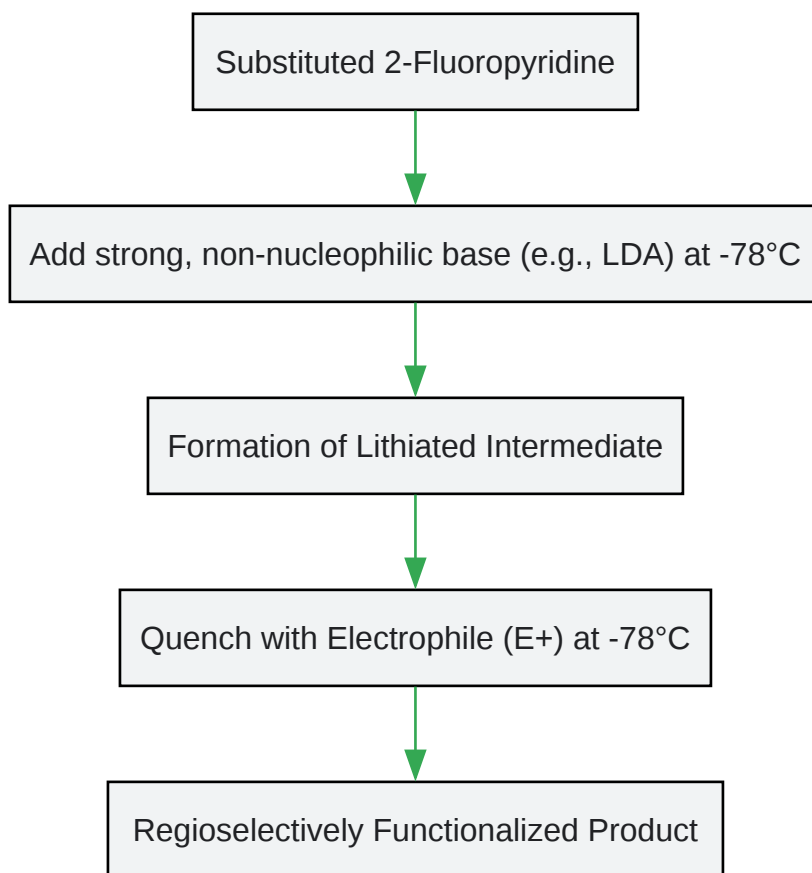 Substituted 2-Fluoropyridine
Add strong, non-nucleophilic base (e.g., LDA) at -78°C
Formation of Lithiated Intermediate
Quench with Electrophile (E+) at -78°C
Regioselectively Functionalized Product